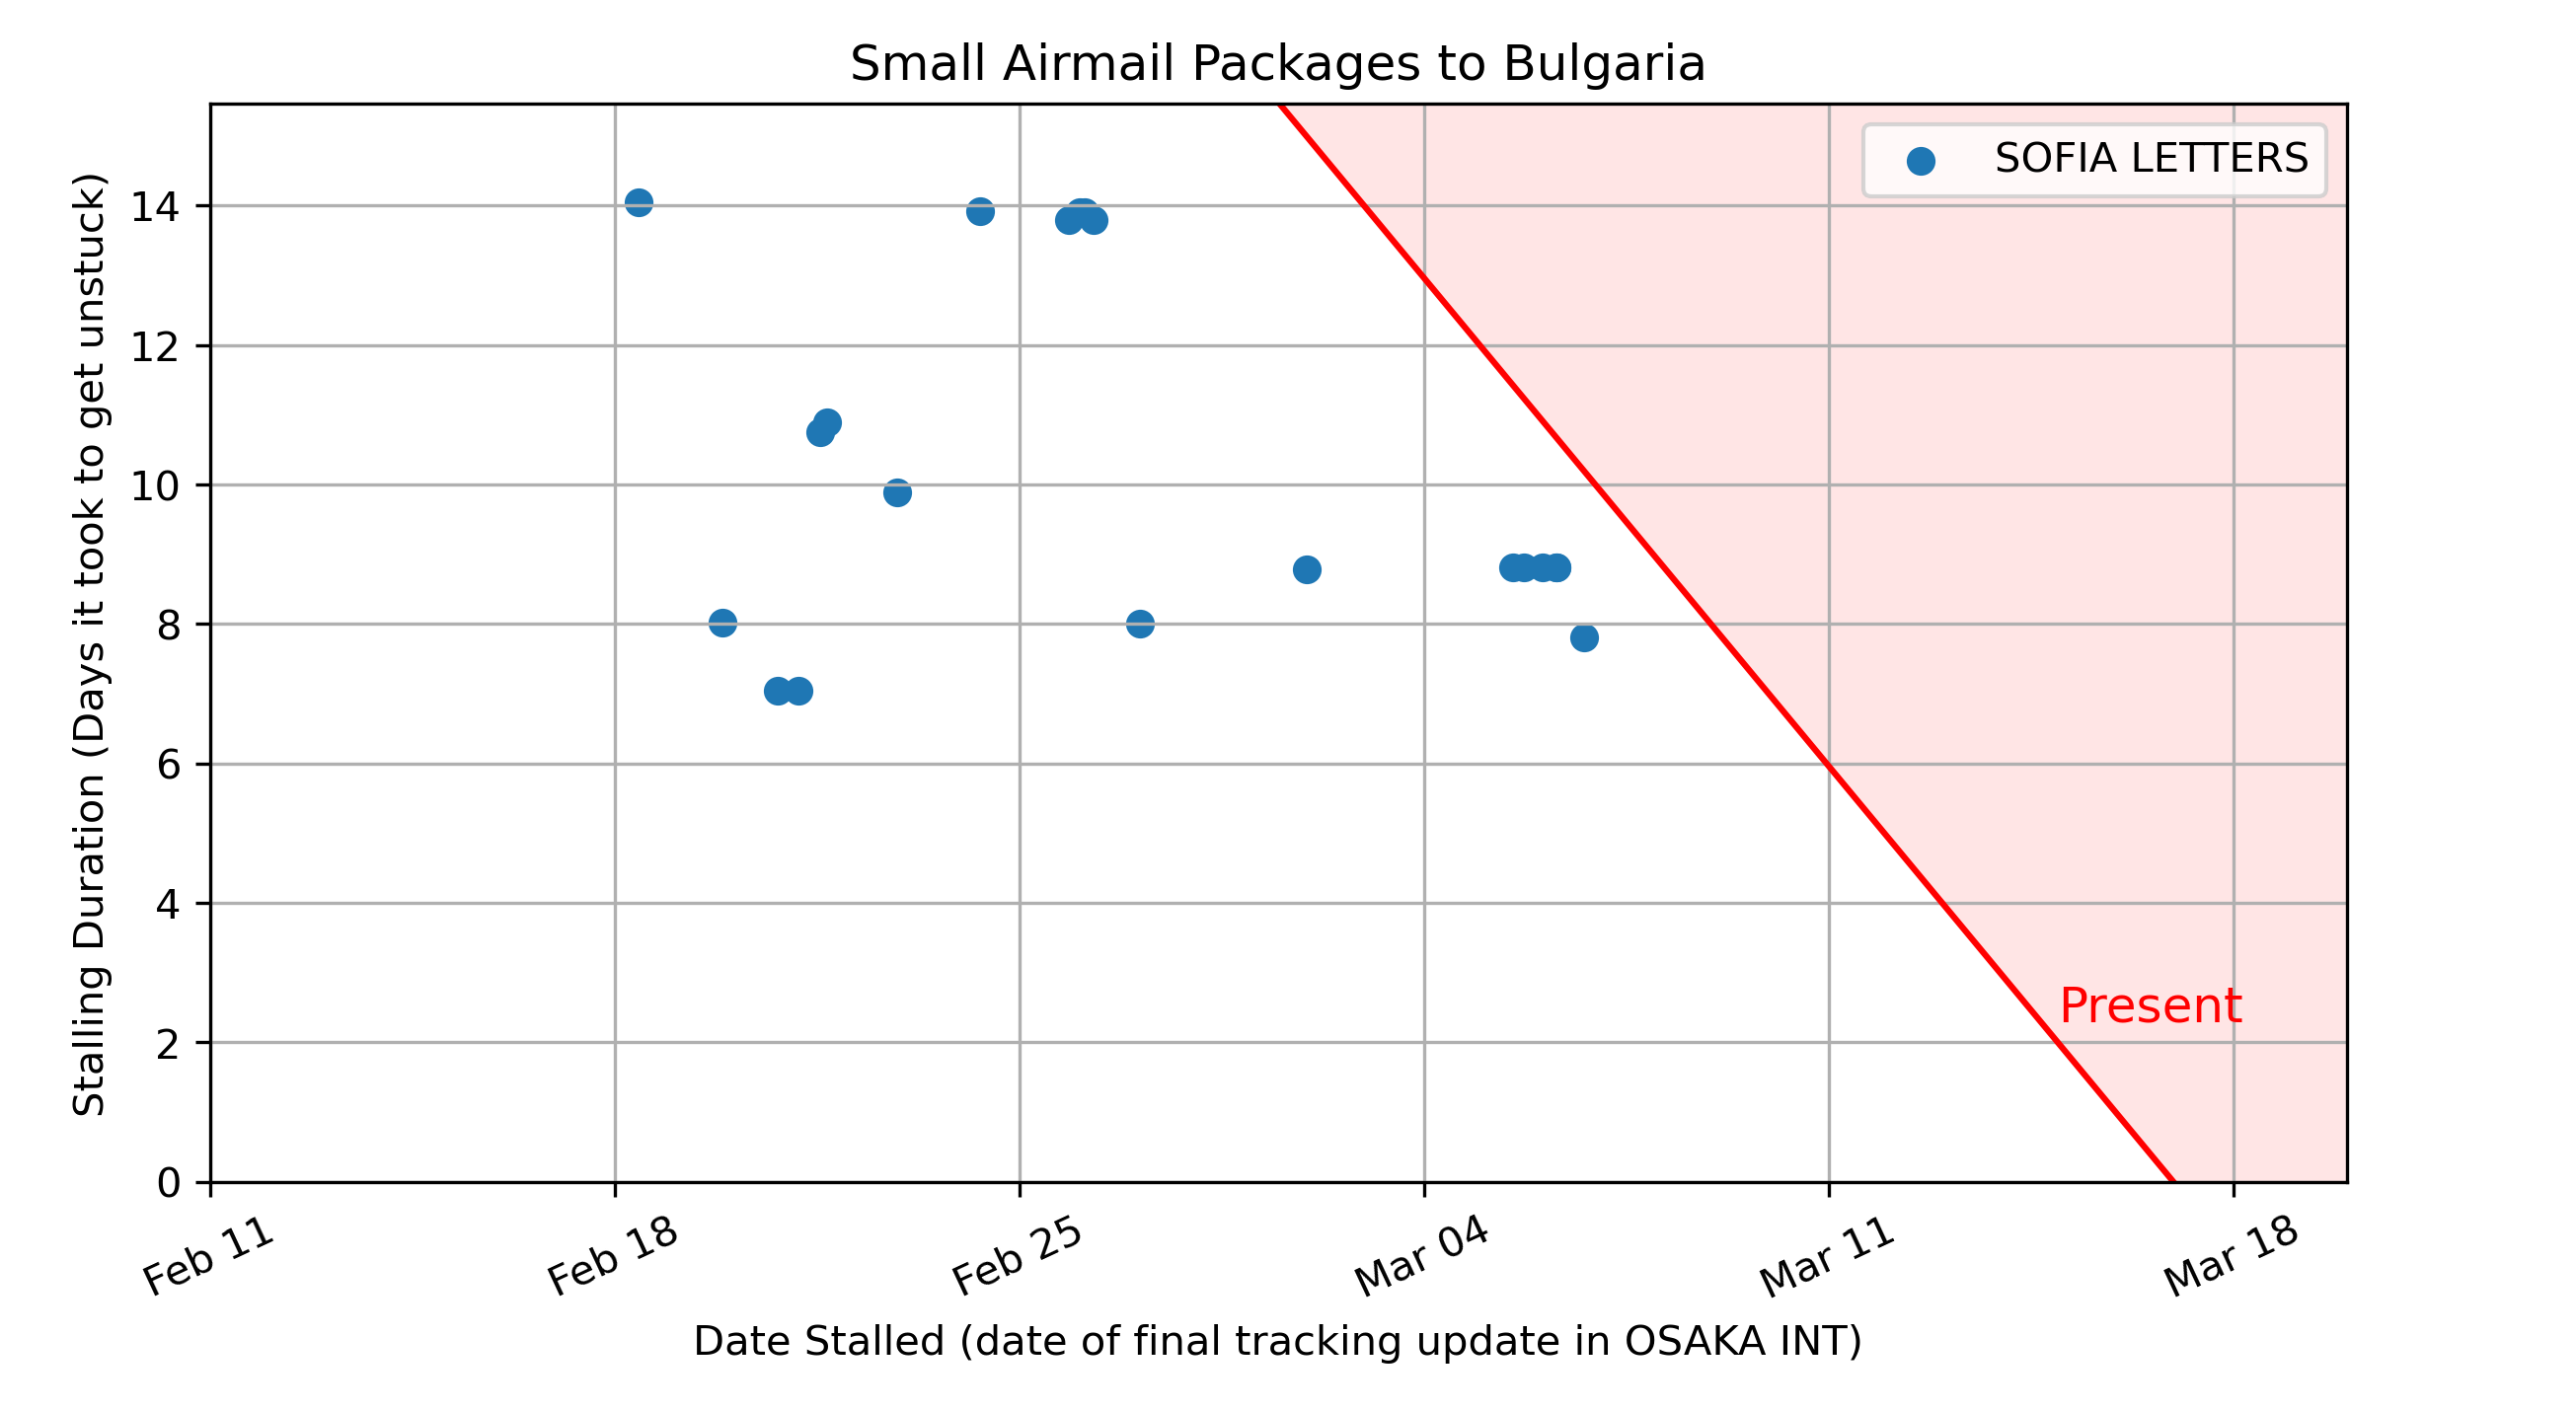 Small Airmail Packages to Bulgaria
SOFIA LETTERS
Stalling Duration (Days it took to get unstuck)
14
12
10
8
6
4
2
0
Present
Feb 11
Feb 18
Feb 25
Mar 04
Mar 11
Mar 18
Date Stalled (date of final tracking update in OSAKA INT)